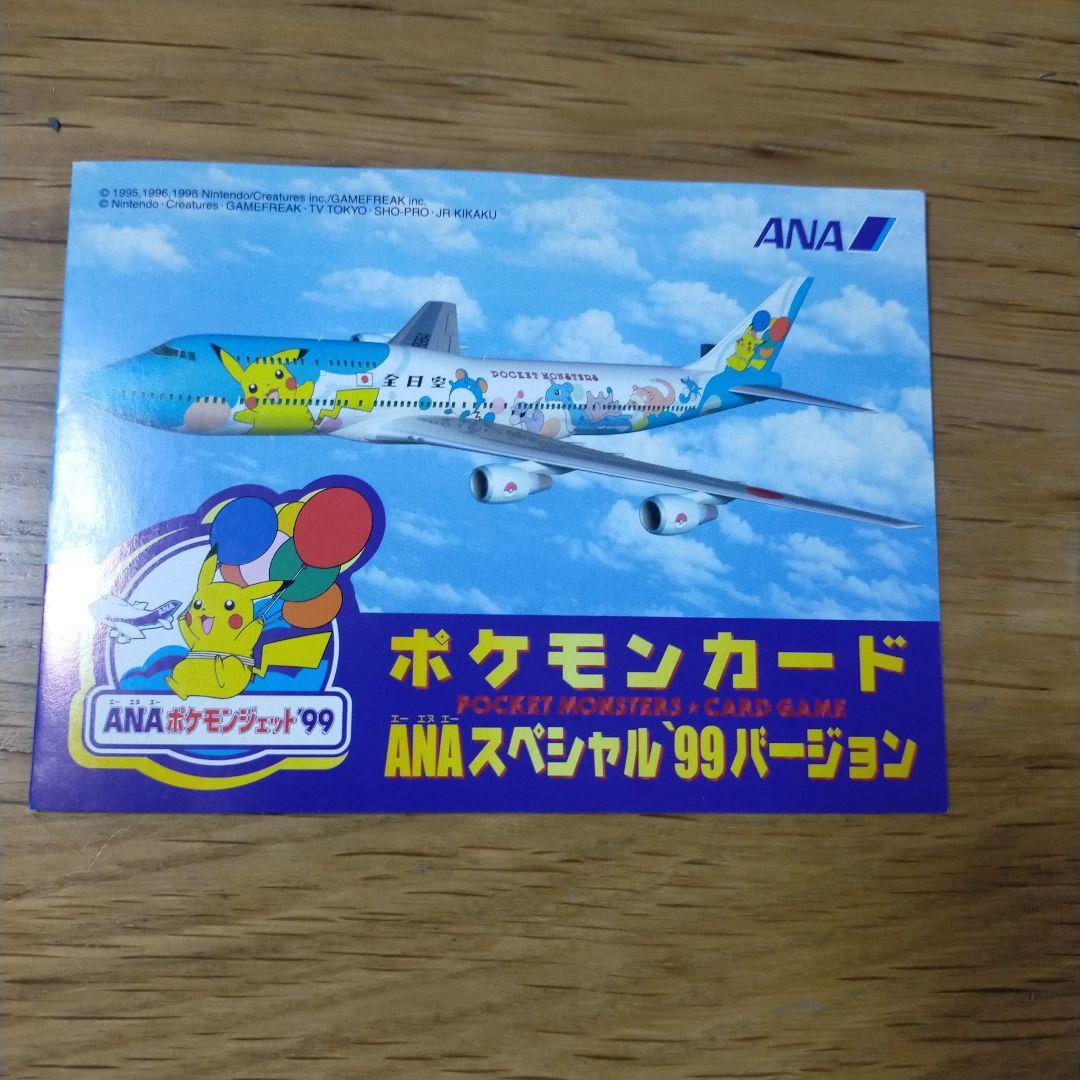 © 1995,1996,1998 Nintendo/Creatures inc./GAMEFREAK inc.
© Nintendo・Creatures・GAMEFREAK・TV TOKYO・SHO-PRO・JR KIKAKU
ANA
全日空
POCKET MONSTERS
ANA
エー エヌ エー
ANAポケモンジェット'99
ポケモンカード
POCKET MONSTERS★CARD GAME
エー エヌ エー
ANAスペシャル'99バージョン